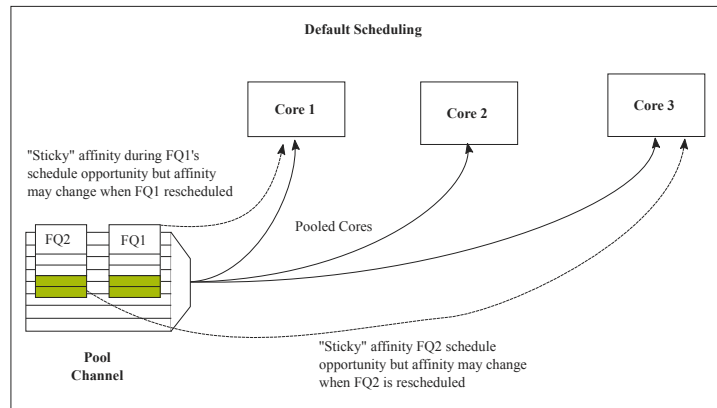 Default Scheduling
Core 1
Core 2
Core 3
"Sticky" affinity during FQ1's
schedule opportunity but affinity
may change when FQ1 rescheduled
Pooled Cores
FQ2
FQ1
"Sticky" affinity FQ2 schedule
opportunity but affinity may change
when FQ2 is rescheduled
Pool
Channel